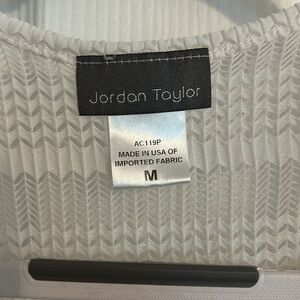 Jordan Taylor
AC119P
MADE IN USA OF
IMPORTED FABRIC
M